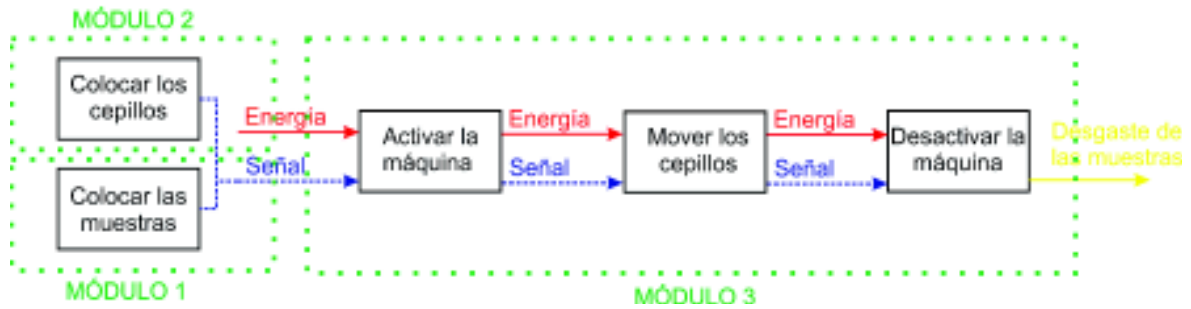 MÓDULO 2
Colocar los
cepillos
Colocar las
muestras
MÓDULO 1
Energía
Señal
Activar la
máquina
Energía
Señal
Mover los
cepillos
Energía
Señal
Desactivar la
máquina
Desgaste de
las muestras
MÓDULO 3